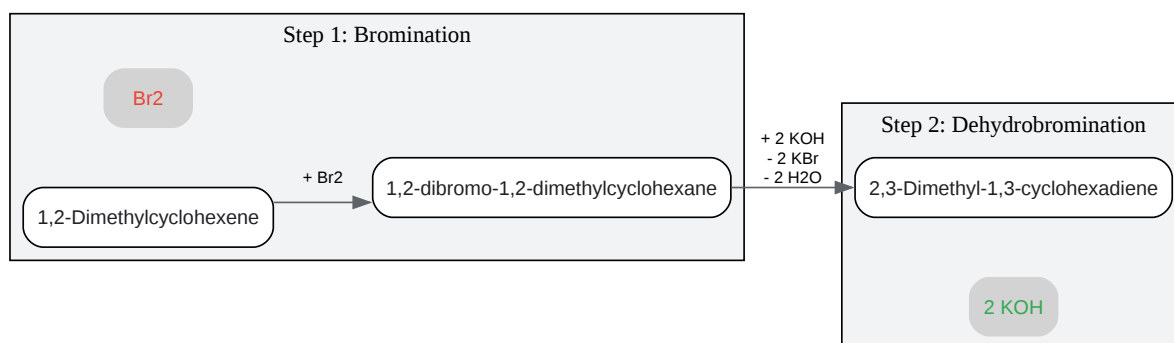 Step 1: Bromination
Br2
1,2-Dimethylcyclohexene
+ Br2
1,2-dibromo-1,2-dimethylcyclohexane
+ 2 KOH
- 2 KBr
- 2 H2O
Step 2: Dehydrobromination
2,3-Dimethyl-1,3-cyclohexadiene
2 KOH